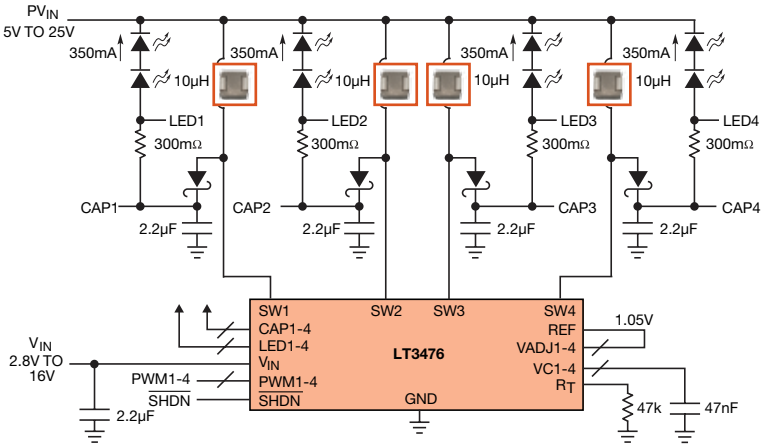 PVIN
5V TO 25V
350mA
10µH
350mA
10µH
10µH
350mA
10µH
350mA
LED1
LED2
LED3
LED4
300mΩ
300mΩ
300mΩ
300mΩ
CAP1
CAP2
CAP3
CAP4
2.2µF
2.2µF
2.2µF
2.2µF
SW1
SW2
SW3
SW4
CAP1-4
LED1-4
VIN
PWM1-4
SHDN
LT3476
GND
REF
VADJ1-4
VC1-4
RT
1.05V
VIN
2.8V TO
16V
PWM1-4
SHDN
2.2µF
47k
47nF